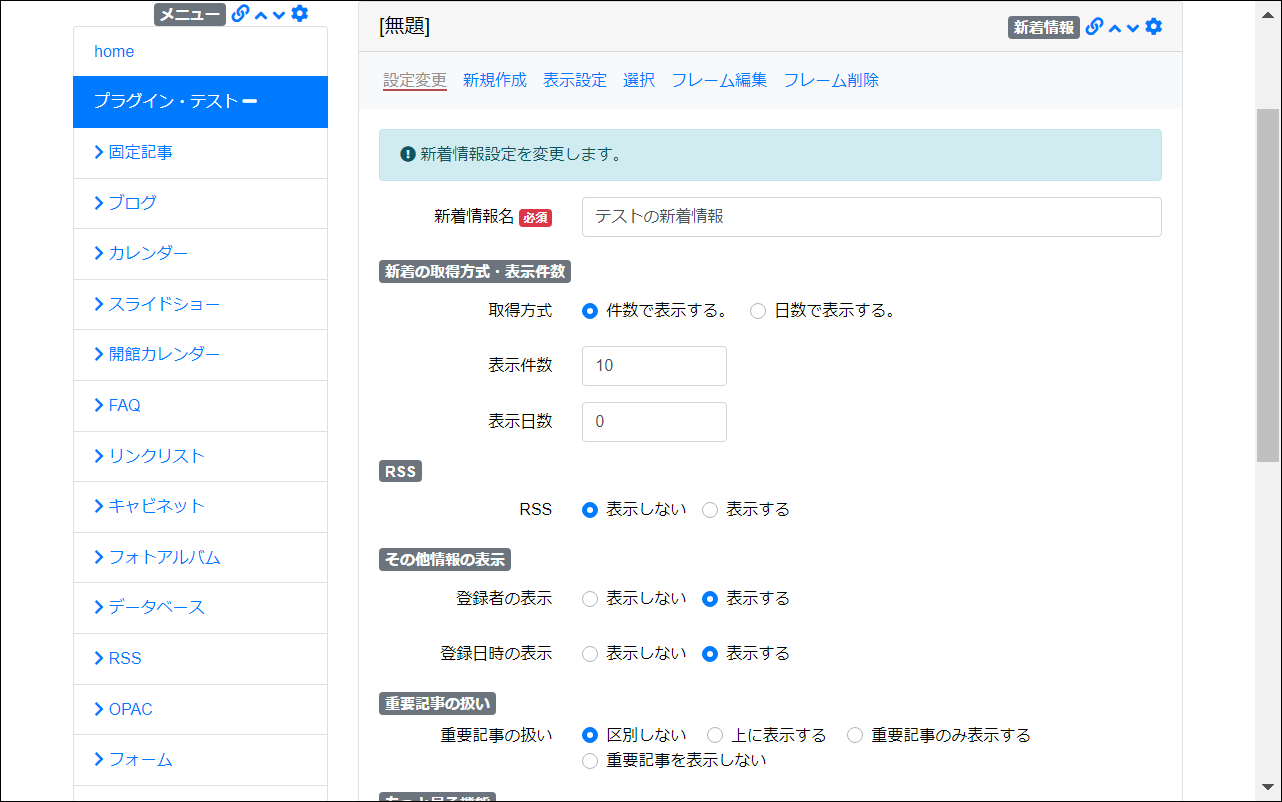 メニュー
home
プラグイン・テスト
固定記事
ブログ
カレンダー
スライドショー
開館カレンダー
FAQ
リンクリスト
キャビネット
フォトアルバム
データベース
RSS
OPAC
フォーム
[無題]
新着情報
設定変更 新規作成 表示設定 選択 フレーム編集 フレーム削除
新着情報設定を変更します。
新着情報名 必須 テストの新着情報
新着の取得方式・表示件数
取得方式 件数で表示する。 日数で表示する。
表示件数 10
表示日数 0
RSS
RSS 表示しない 表示する
その他情報の表示
登録者の表示 表示しない 表示する
登録日時の表示 表示しない 表示する
重要記事の扱い
重要記事の扱い 区別しない 上に表示する 重要記事のみ表示する
重要記事を表示しない